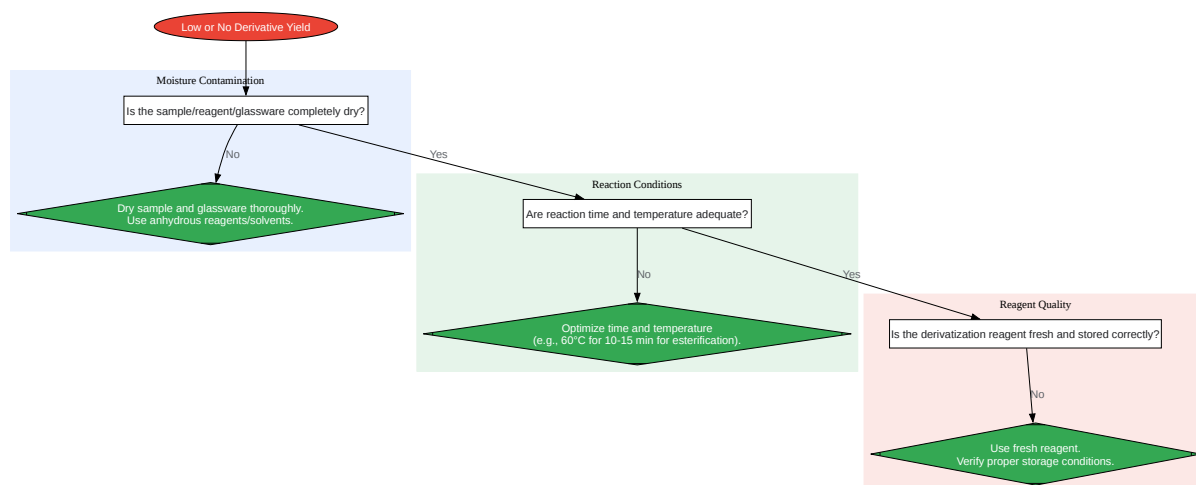 Low or No Derivative Yield
Moisture Contamination
Is the sample/reagent/glassware completely dry?
No
Yes
Dry sample and glassware thoroughly.
Use anhydrous reagents/solvents.
Reaction Conditions
Are reaction time and temperature adequate?
No
Yes
Optimize time and temperature
(e.g., 60°C for 10-15 min for esterification).
Reagent Quality
Is the derivatization reagent fresh and stored correctly?
No
Use fresh reagent.
Verify proper storage conditions.